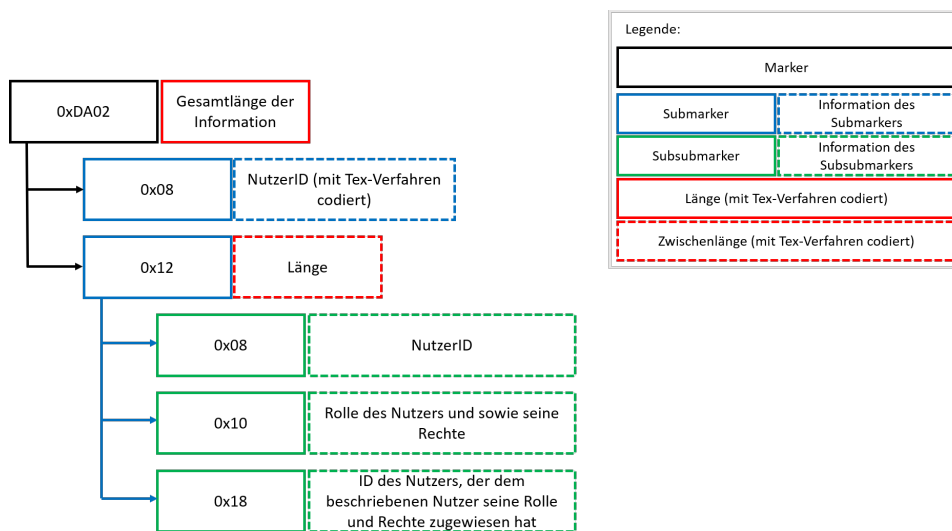 Legende:
Marker
Submarker
Information des
Submarkers
Subsubmarker
Information des
Subsubmarkers
Länge (mit Tex-Verfahren codiert)
Zwischenlänge (mit Tex-Verfahren codiert)
0xDA02
Gesamtlänge der
Information
0x08
NutzerID (mit Tex-Verfahren
codiert)
0x12
Länge
0x08
NutzerID
0x10
Rolle des Nutzers und sowie seine
Rechte
0x18
ID des Nutzers, der dem
beschriebenen Nutzer seine Rolle
und Rechte zugewiesen hat